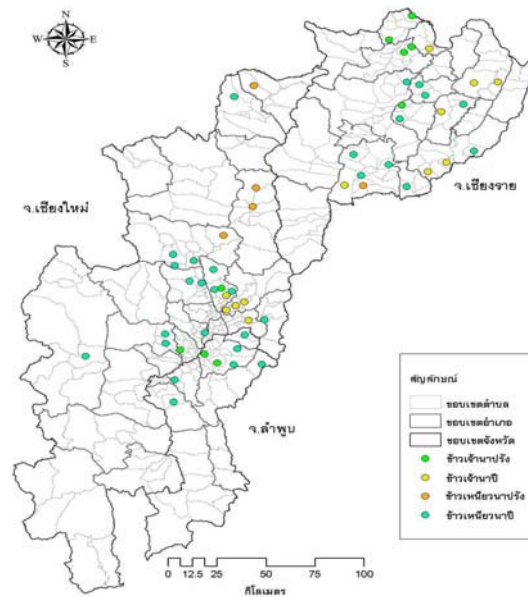 N
W E
S
จ.เชียงใหม่
จ.เชียงราย
จ.ลำพูน
สัญลักษณ์
ขอบเขตตำบล
ขอบเขตอำเภอ
ขอบเขตจังหวัด
ข้าวเจ้านาปรัง
ข้าวเจ้านาปี
ข้าวเหนียวนาปรัง
ข้าวเหนียวนาปี
0 12.5 25 50 100
กิโลเมตร